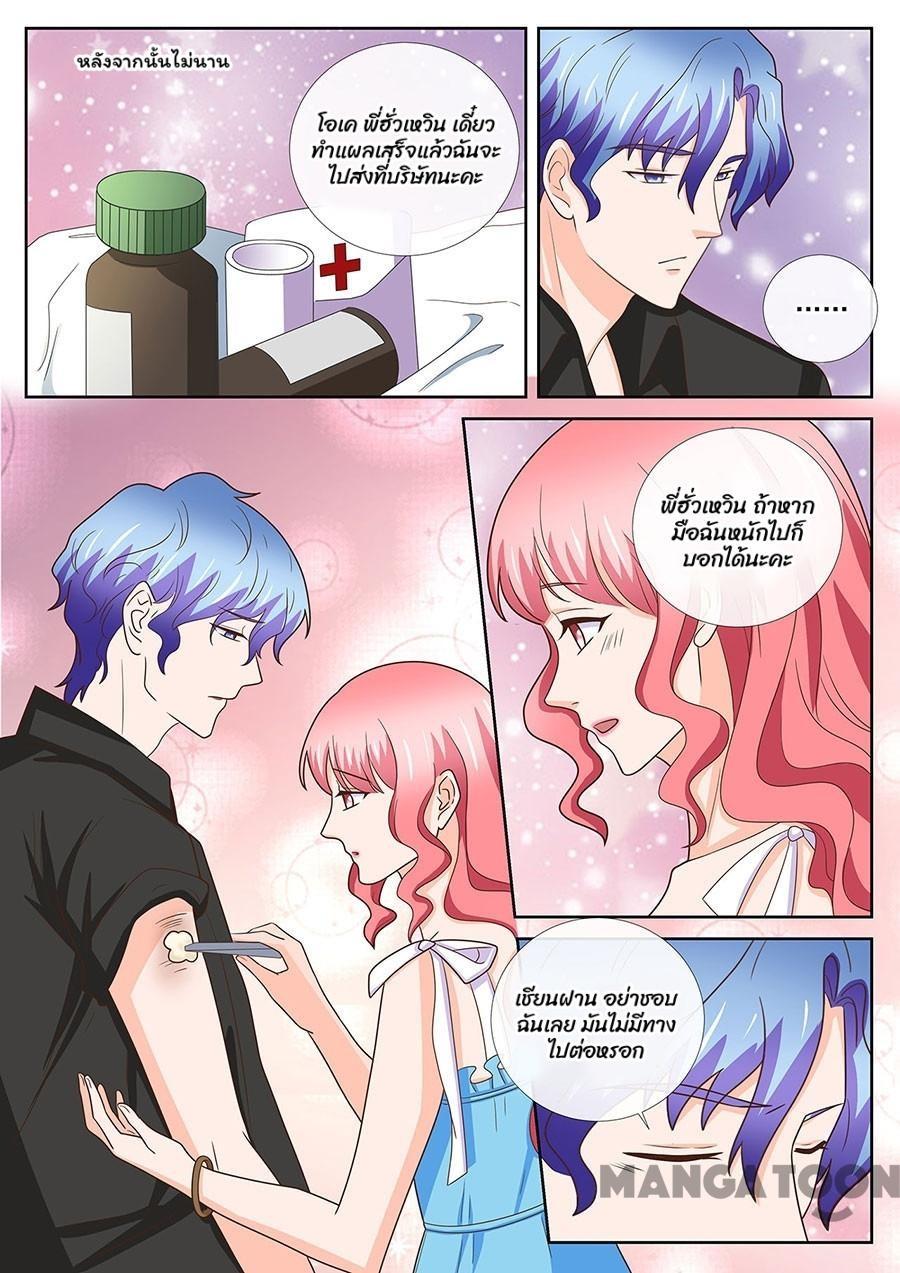 หลังจากนั้นไม่นาน
โอเค พี่ฮั่วเหวิน เดี๋ยว
ทำแผลเสร็จแล้วฉันจะ
ไปส่งที่บริษัทนะคะ
......
พี่ฮั่วเหวิน ถ้าหาก
มือฉันหนักไปก็
บอกได้นะคะ
เชียนฝาน อย่าชอบ
ฉันเลย มันไม่มีทาง
ไปต่อหรอก
MANGATOON